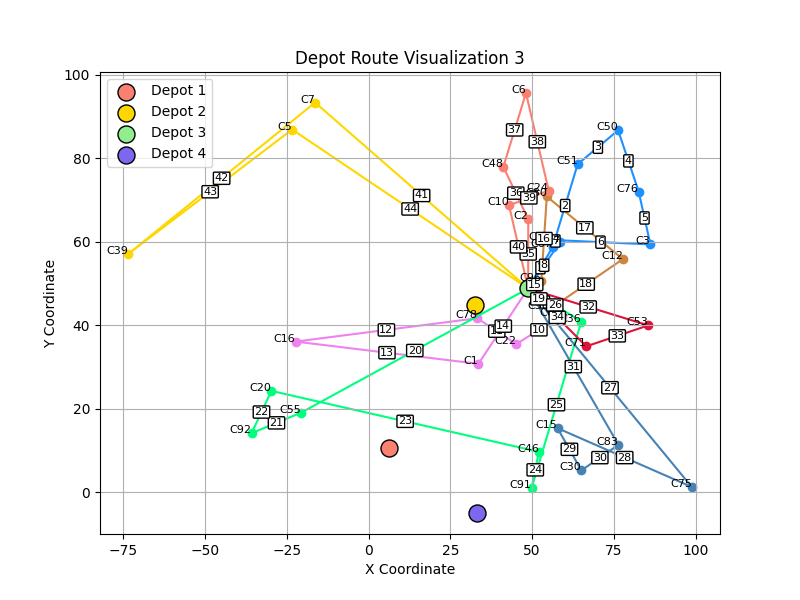 Depot Route Visualization 3
Depot 1
Depot 2
Depot 3
Depot 4
Y Coordinate
X Coordinate
100
80
60
40
20
0
−75
−50
−25
0
25
50
75
100
C7
C5
C39
C6
C48
C10
C2
C24
C50
C51
C76
C3
C12
C78
C16
C1
C22
C36
C53
C71
C20
C55
C92
C46
C91
C15
C30
C83
C75
37
38
39
40
42
43
41
44
3
4
2
5
6
17
16
18
8
15
19
26
32
34
33
10
12
13
14
20
31
27
25
22
21
23
24
29
30
28